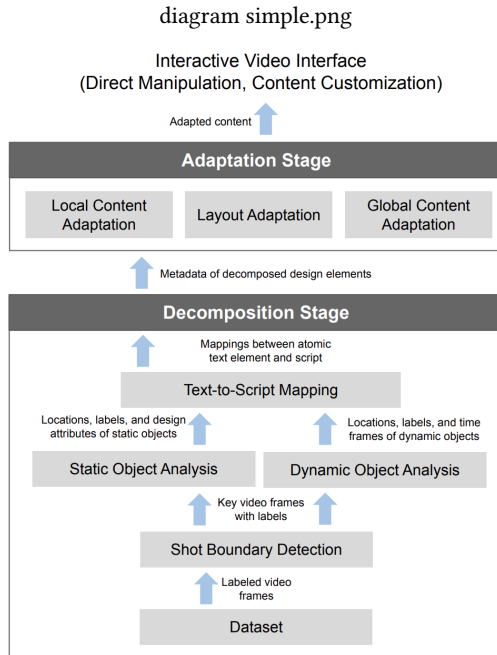 diagram simple.png
Interactive Video Interface
(Direct Manipulation, Content Customization)
Adapted content
Adaptation Stage
Local Content
Adaptation
Layout Adaptation
Global Content
Adaptation
Metadata of decomposed design elements
Decomposition Stage
Mappings between atomic
text element and script
Text-to-Script Mapping
Locations, labels, and design
attributes of static objects
Locations, labels, and time
frames of dynamic objects
Static Object Analysis
Dynamic Object Analysis
Key video frames
with labels
Shot Boundary Detection
Labeled video
frames
Dataset